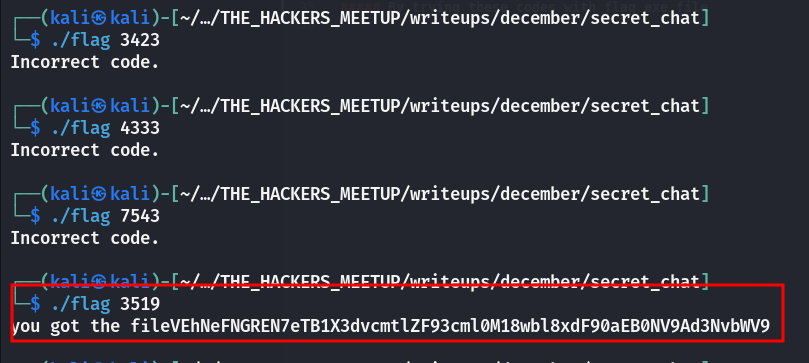 ┌──(kali㉿kali)-[~/…/THE_HACKERS_MEETUP/writeups/december/secret_chat]
└─$ ./flag 3423
Incorrect code.
┌──(kali㉿kali)-[~/…/THE_HACKERS_MEETUP/writeups/december/secret_chat]
└─$ ./flag 4333
Incorrect code.
┌──(kali㉿kali)-[~/…/THE_HACKERS_MEETUP/writeups/december/secret_chat]
└─$ ./flag 7543
Incorrect code.
┌──(kali㉿kali)-[~/…/THE_HACKERS_MEETUP/writeups/december/secret_chat]
└─$ ./flag 3519
you got the fileVEhNeFNGREN7eTB1X3dvcmtlZF93cml0M18wbl8xdF90aEB0NV9Ad3NvbWV9